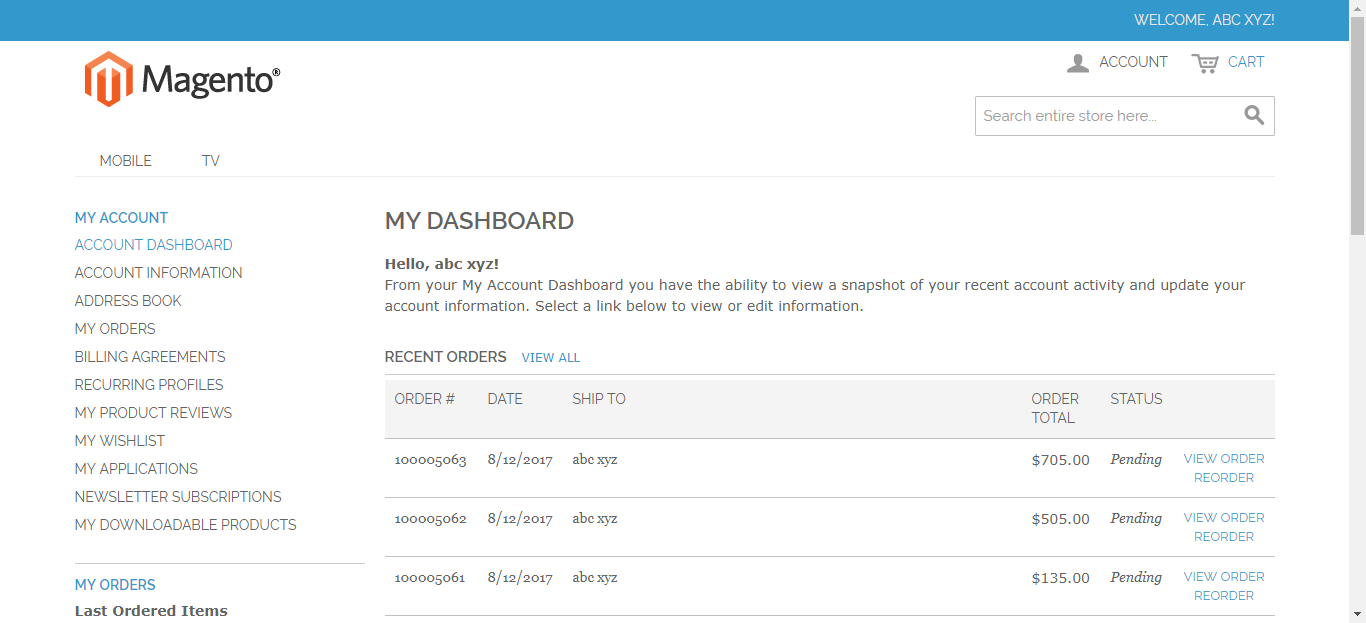 WELCOME, ABC XYZ!
Magento®
ACCOUNT
CART
Search entire store here...
MOBILE
TV
MY ACCOUNT
ACCOUNT DASHBOARD
ACCOUNT INFORMATION
ADDRESS BOOK
MY ORDERS
BILLING AGREEMENTS
RECURRING PROFILES
MY PRODUCT REVIEWS
MY WISHLIST
MY APPLICATIONS
NEWSLETTER SUBSCRIPTIONS
MY DOWNLOADABLE PRODUCTS
MY ORDERS
Last Ordered Items
MY DASHBOARD
Hello, abc xyz!
From your My Account Dashboard you have the ability to view a snapshot of your recent account activity and update your
account information. Select a link below to view or edit information.
RECENT ORDERS VIEW ALL
ORDER # DATE SHIP TO ORDER TOTAL STATUS
100005063 8/12/2017 abc xyz $705.00 Pending VIEW ORDER
REORDER
100005062 8/12/2017 abc xyz $505.00 Pending VIEW ORDER
REORDER
100005061 8/12/2017 abc xyz $135.00 Pending VIEW ORDER
REORDER